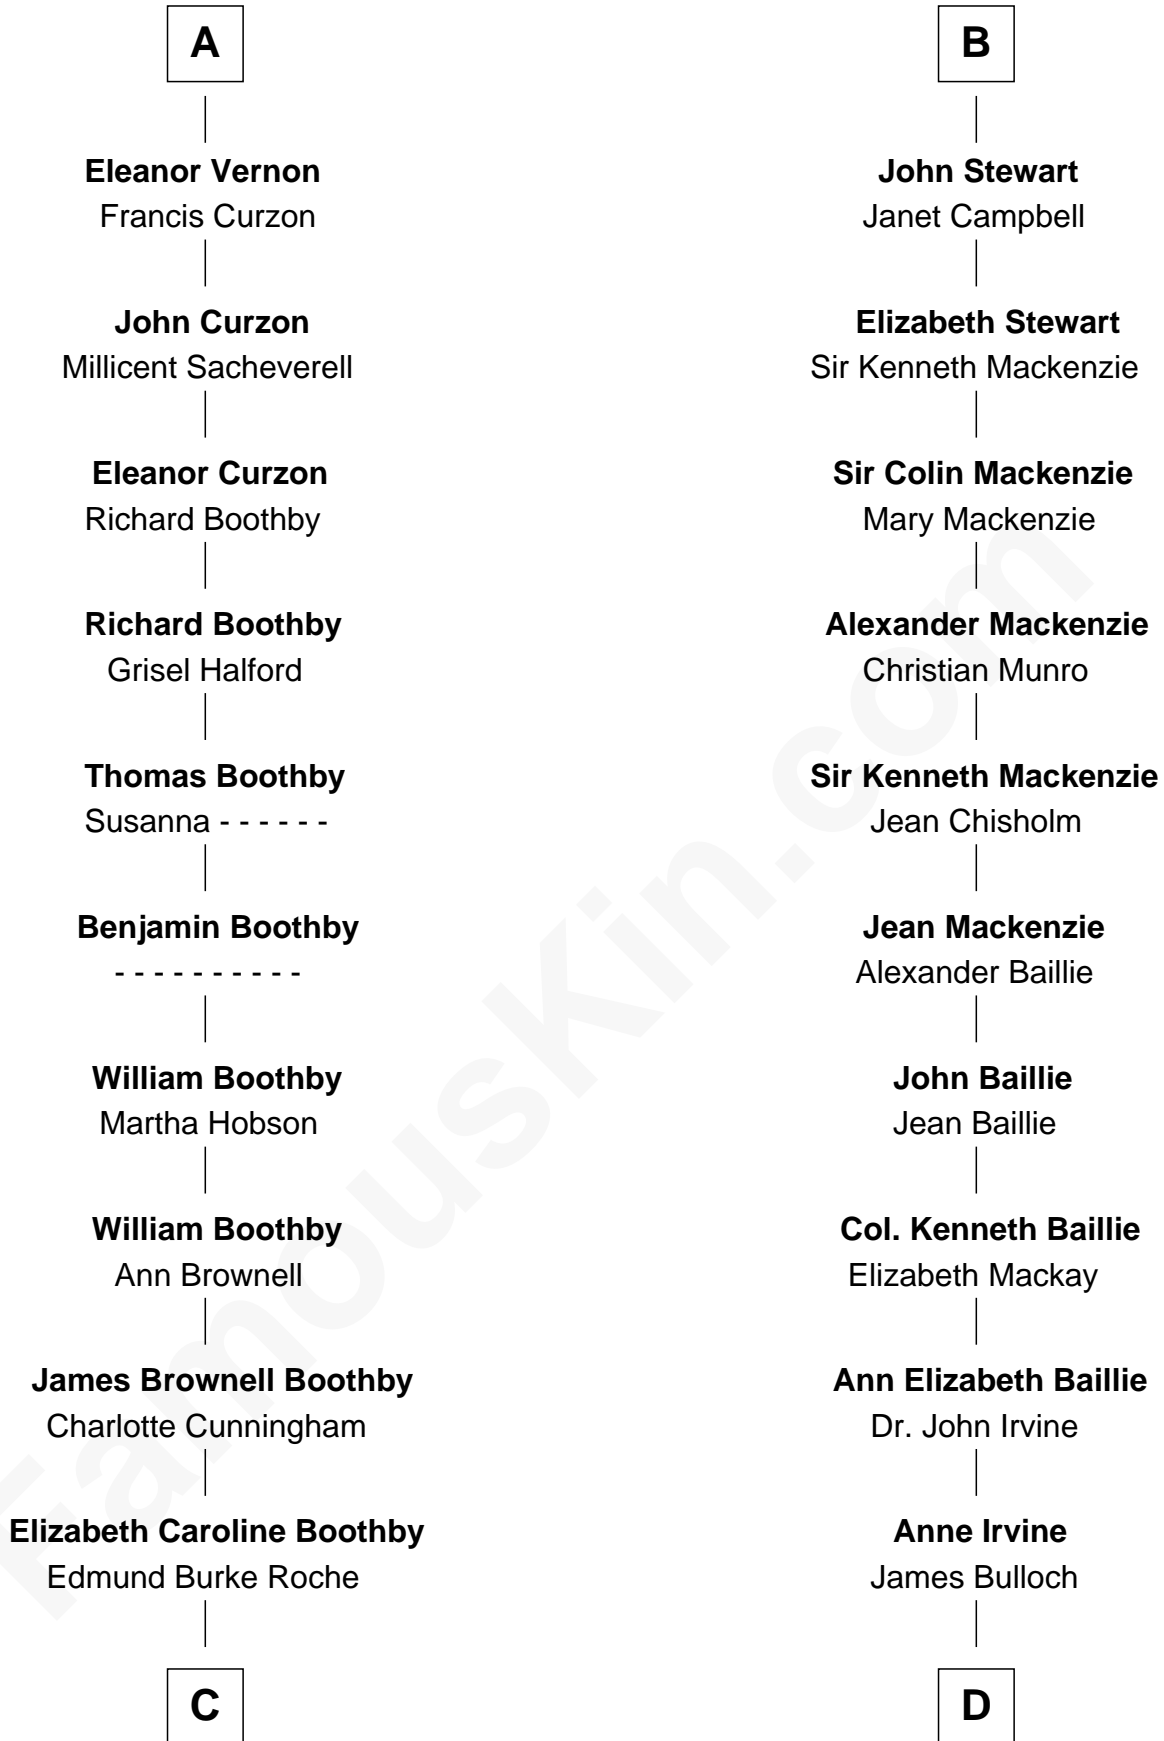 A
Eleanor Vernon
Francis Curzon
John Curzon
Millicent Sacheverell
Eleanor Curzon
Richard Boothby
Richard Boothby
Grisel Halford
Thomas Boothby
Susanna - - - - - -
Benjamin Boothby
- - - - - - - - - -
William Boothby
Martha Hobson
William Boothby
Ann Brownell
James Brownell Boothby
Charlotte Cunningham
Elizabeth Caroline Boothby
Edmund Burke Roche
C
B
John Stewart
Janet Campbell
Elizabeth Stewart
Sir Kenneth Mackenzie
Sir Colin Mackenzie
Mary Mackenzie
Alexander Mackenzie
Christian Munro
Sir Kenneth Mackenzie
Jean Chisholm
Jean Mackenzie
Alexander Baillie
John Baillie
Jean Baillie
Col. Kenneth Baillie
Elizabeth Mackay
Ann Elizabeth Baillie
Dr. John Irvine
Anne Irvine
James Bulloch
D
FamousKin.com